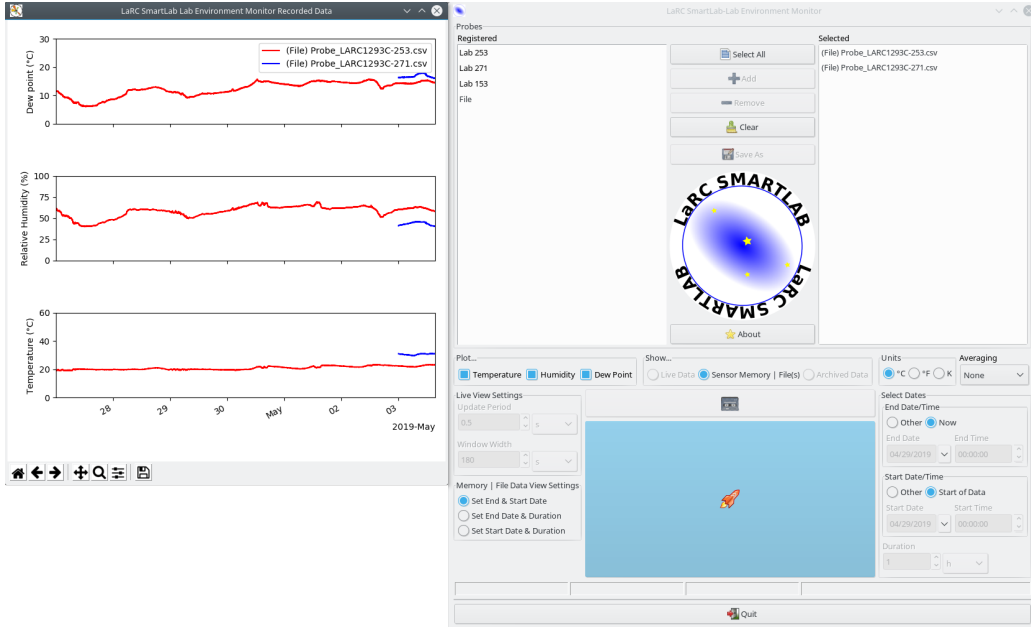 LaRC SmartLab Lab Environment Monitor Recorded Data
(File) Probe_LARC1293C-253.csv
(File) Probe_LARC1293C-271.csv
Dew point (°C)
30
20
10
0
Relative Humidity (%)
100
75
50
25
0
Temperature (°C)
60
40
20
0
28
29
30
May
02
03
2019-May
LaRC SmartLab-Lab Environment Monitor
Probes
Registered
Lab 253
Lab 271
Lab 153
File
Select All
Add
Remove
Clear
Save As
LaRC SMARTLAB
LaRC SMARTLAB
About
Selected
(File) Probe_LARC1293C-253.csv
(File) Probe_LARC1293C-271.csv
Plot...
Temperature Humidity Dew Point
Show...
Live Data Sensor Memory | File(s) Archived Data
Units
°C °F K
Averaging
None
Live View Settings
Update Period
0.5 s
Window Width
180 s
Memory | File Data View Settings
Set End & Start Date
Set End Date & Duration
Set Start Date & Duration
Select Dates
End Date/Time
Other Now
End Date End Time
04/29/2019 00:00:00
Start Date/Time
Other Start of Data
Start Date Start Time
04/29/2019 00:00:00
Duration
1 h
Quit